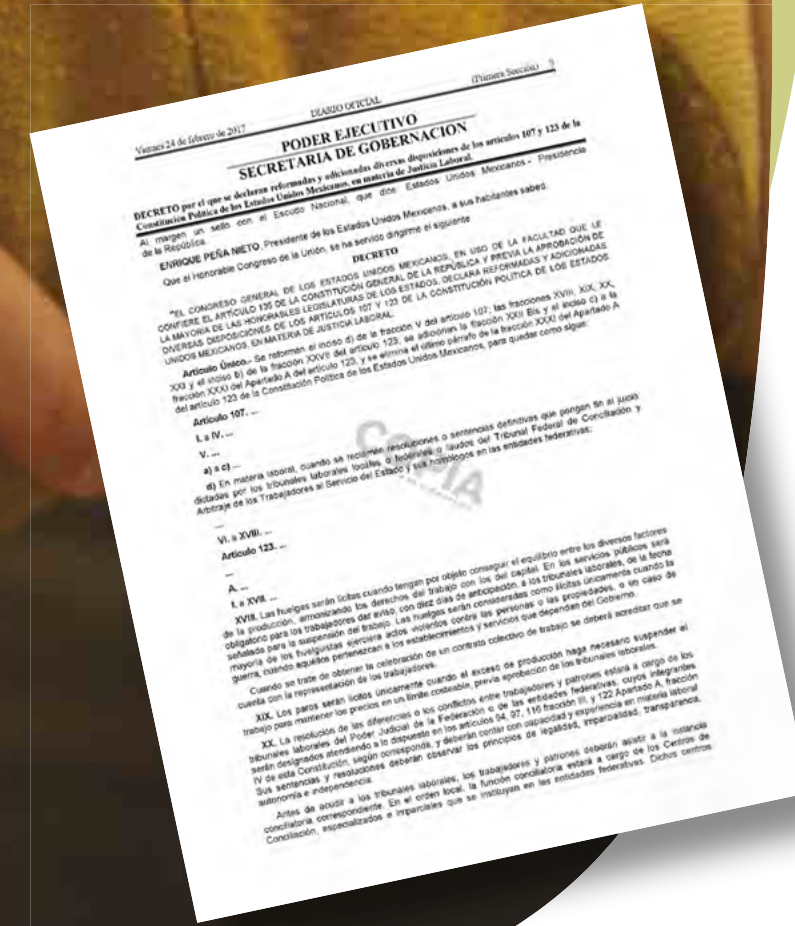 Viernes 24 de febrero de 2017 DIARIO OFICIAL (Primera Sección)
PODER EJECUTIVO
SECRETARIA DE GOBERNACION
DECRETO por el que se declaran reformadas y adicionadas diversas disposiciones de los artículos 107 y 123 de la
Constitución Política de los Estados Unidos Mexicanos, en materia de Justicia Laboral.
Al margen un sello con el Escudo Nacional, que dice: Estados Unidos Mexicanos.- Presidencia
de la República.
ENRIQUE PEÑA NIETO, Presidente de los Estados Unidos Mexicanos, a sus habitantes sabed:
Que el Honorable Congreso de la Unión, se ha servido dirigirme el siguiente
DECRETO
"EL CONGRESO GENERAL DE LOS ESTADOS UNIDOS MEXICANOS, EN USO DE LA FACULTAD QUE LE
CONFIERE EL ARTÍCULO 135 DE LA CONSTITUCIÓN GENERAL DE LA REPÚBLICA Y PREVIA LA APROBACIÓN DE
LA MAYORÍA DE LAS HONORABLES LEGISLATURAS DE LOS ESTADOS, DECLARA REFORMADAS Y ADICIONADAS
DIVERSAS DISPOSICIONES DE LOS ARTÍCULOS 107 Y 123 DE LA CONSTITUCIÓN POLÍTICA DE LOS ESTADOS
UNIDOS MEXICANOS, EN MATERIA DE JUSTICIA LABORAL.
Artículo Único.- Se reforman el inciso d) de la fracción V del artículo 107; las fracciones XVIII, XIX, XX,
XXI y el inciso b) de la fracción XXVII del artículo 123; se adicionan la fracción XXII Bis y el inciso c) a la
fracción XXXI del Apartado A del artículo 123, y se elimina el último párrafo de la fracción XXXI del Apartado A
del artículo 123 de la Constitución Política de los Estados Unidos Mexicanos, para quedar como sigue:
Artículo 107. ...
I. a IV. ...
V. ...
a) a c) ...
d) En materia laboral, cuando se reclamen resoluciones o sentencias definitivas que pongan fin al juicio
dictadas por los tribunales laborales locales o federales o laudos del Tribunal Federal de Conciliación y
Arbitraje de los Trabajadores al Servicio del Estado y sus homólogos en las entidades federativas;
COPIA
...
VI. a XVIII. ...
Artículo 123. ...
...
A. ...
I. a XVII. ...
XVIII. Las huelgas serán lícitas cuando tengan por objeto conseguir el equilibrio entre los diversos factores
de la producción, armonizando los derechos del trabajo con los del capital. En los servicios públicos será
obligatorio para los trabajadores dar aviso, con diez días de anticipación, a los tribunales laborales, de la fecha
señalada para la suspensión del trabajo. Las huelgas serán consideradas como ilícitas únicamente cuando la
mayoría de los huelguistas ejerciera actos violentos contra las personas o las propiedades, o en caso de
guerra, cuando aquéllos pertenezcan a los establecimientos y servicios que dependan del Gobierno.
Cuando se trate de obtener la celebración de un contrato colectivo de trabajo se deberá acreditar que se
cuenta con la representación de los trabajadores.
XIX. Los paros serán lícitos únicamente cuando el exceso de producción haga necesario suspender el
trabajo para mantener los precios en un límite costeable, previa aprobación de los tribunales laborales.
XX. La resolución de las diferencias o los conflictos entre trabajadores y patrones estará a cargo de los
tribunales laborales del Poder Judicial de la Federación o de las entidades federativas, cuyos integrantes
serán designados atendiendo a lo dispuesto en los artículos 94, 97, 116 fracción III, y 122 Apartado A, fracción
IV de esta Constitución, según corresponda, y deberán contar con capacidad y experiencia en materia laboral.
Sus sentencias y resoluciones deberán observar los principios de legalidad, imparcialidad, transparencia,
autonomía e independencia.
Antes de acudir a los tribunales laborales, los trabajadores y patrones deberán asistir a la instancia
conciliatoria correspondiente. En el orden local, la función conciliatoria estará a cargo de los Centros de
Conciliación, especializados e imparciales que se instituyan en las entidades federativas. Dichos centros